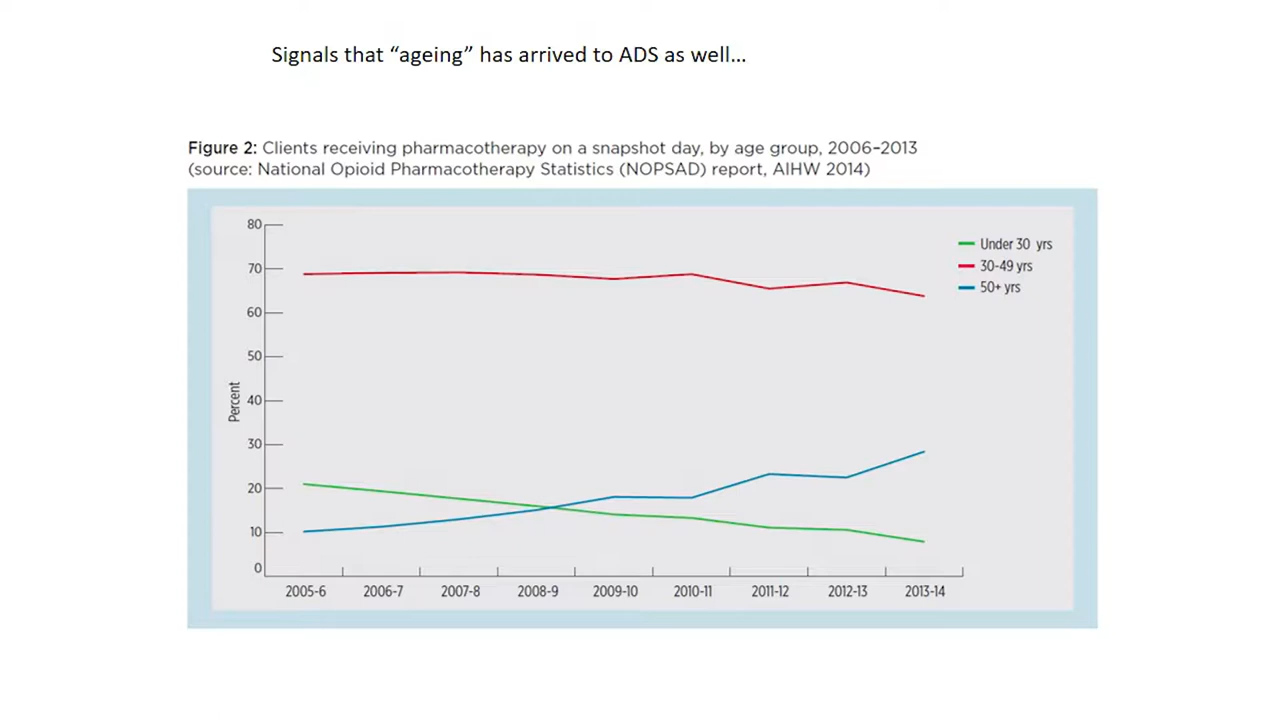 Signals that “ageing” has arrived to ADS as well…
Figure 2: Clients receiving pharmacotherapy on a snapshot day, by age group, 2006–2013
(source: National Opioid Pharmacotherapy Statistics (NOPSAD) report, AIHW 2014)
80
70
60
50
40
30
20
10
0
Percent
Under 30 yrs
30-49 yrs
50+ yrs
2005-6 2006-7 2007-8 2008-9 2009-10 2010-11 2011-12 2012-13 2013-14